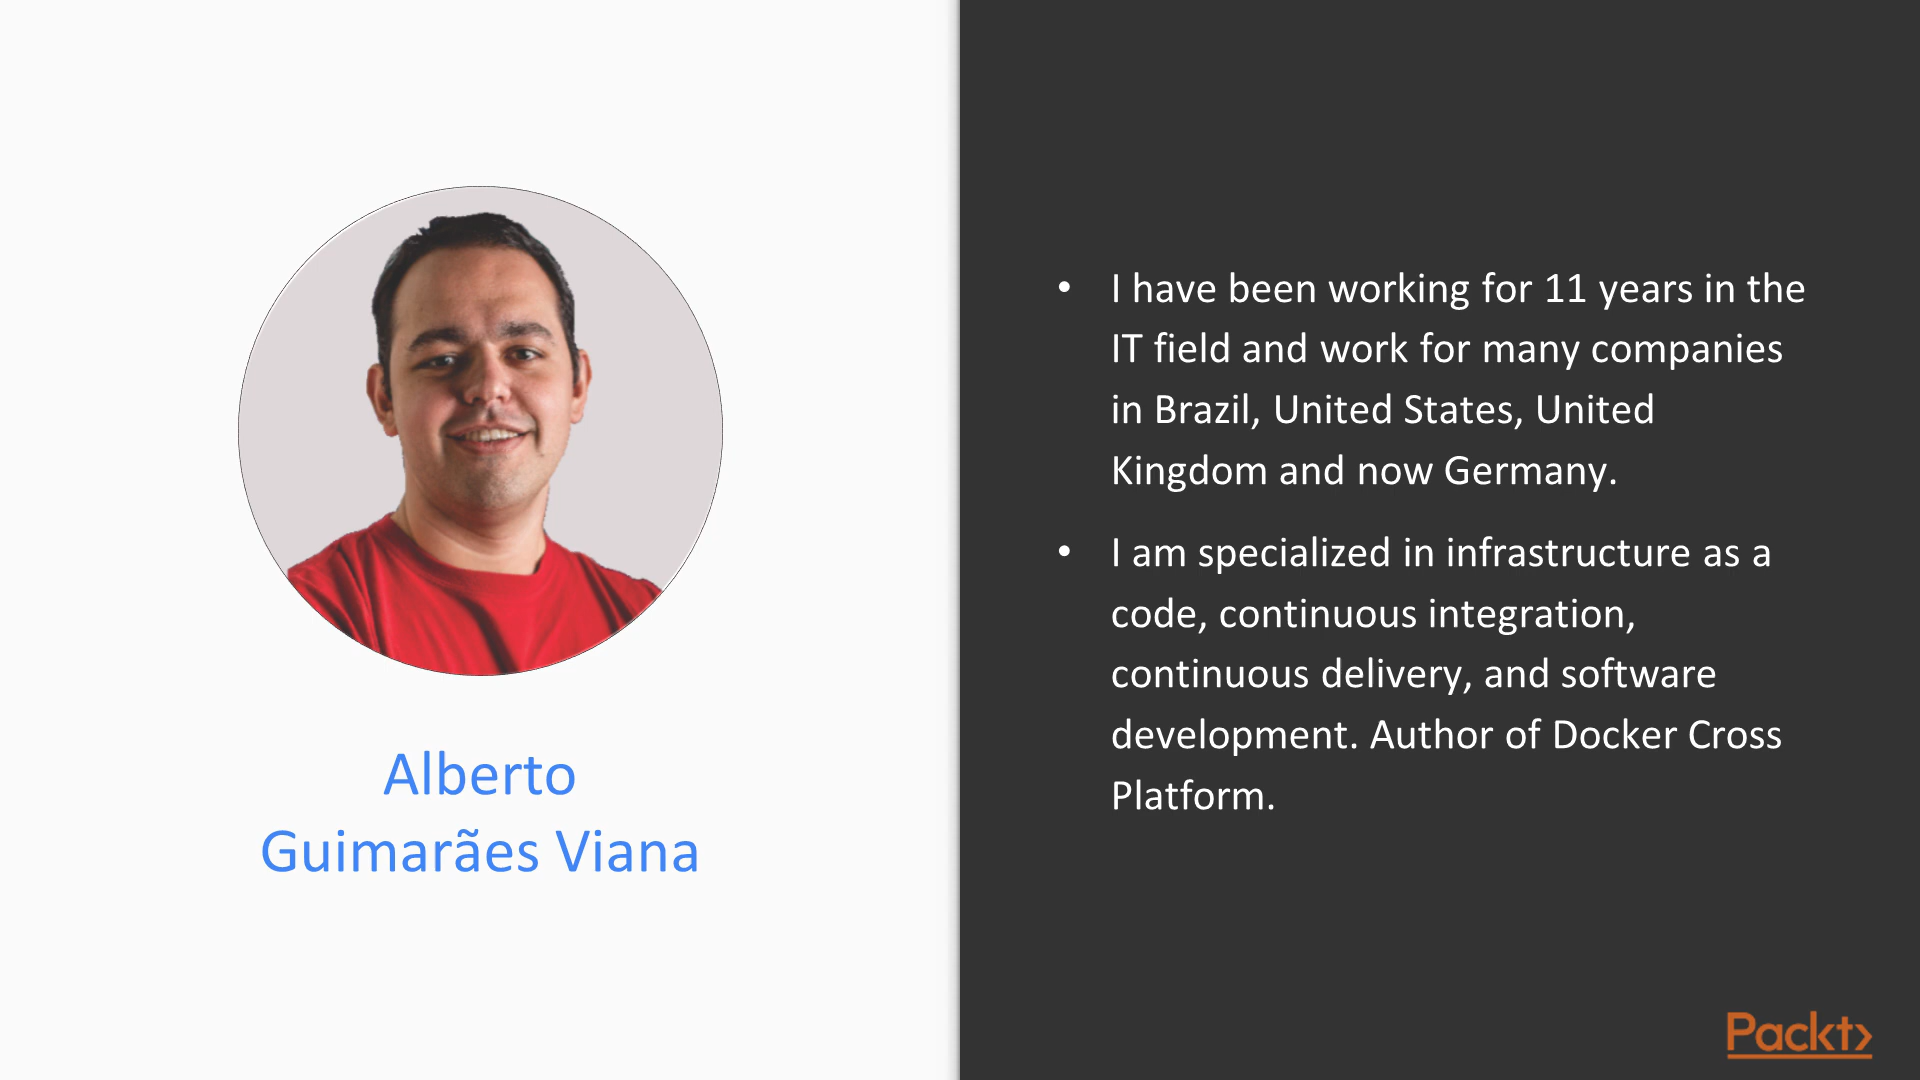 Alberto
Guimarães Viana
• I have been working for 11 years in the
IT field and work for many companies
in Brazil, United States, United
Kingdom and now Germany.
• I am specialized in infrastructure as a
code, continuous integration,
continuous delivery, and software
development. Author of Docker Cross
Platform.
Packt>